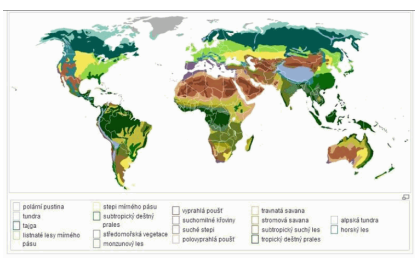 polární pustina
tundra
tajga
listnaté lesy mírného
pásu
stepi mírného pásu
subtropický deštný
prales
středomořská vegetace
monzunový les
vyprahlá poušť
suchomilné křoviny
suché stepi
polovyprahlá poušť
travnatá savana
stromová savana
subtropický suchý les
tropický deštný prales
alpská tundra
horský les